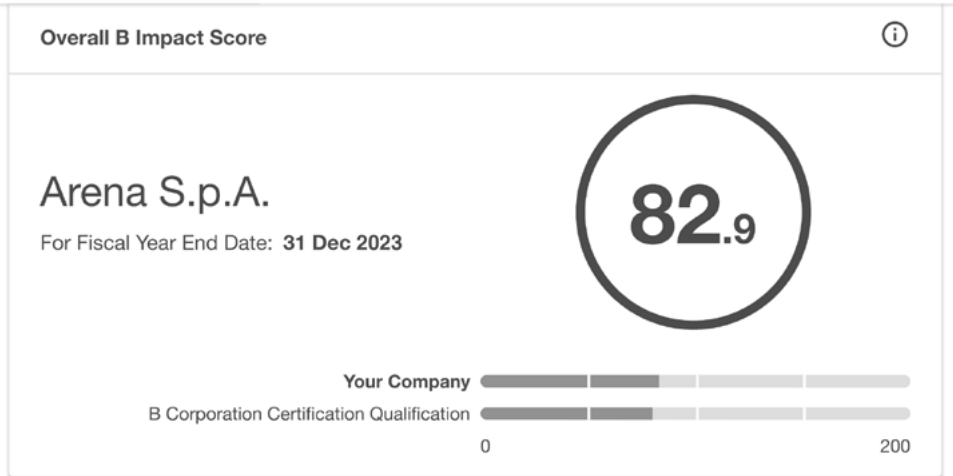 Overall B Impact Score
Arena S.p.A.
For Fiscal Year End Date: 31 Dec 2023
82.9
Your Company
B Corporation Certification Qualification
0 200